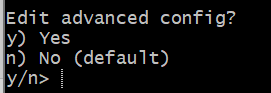 Edit advanced config?
y) Yes
n) No (default)
y/n>